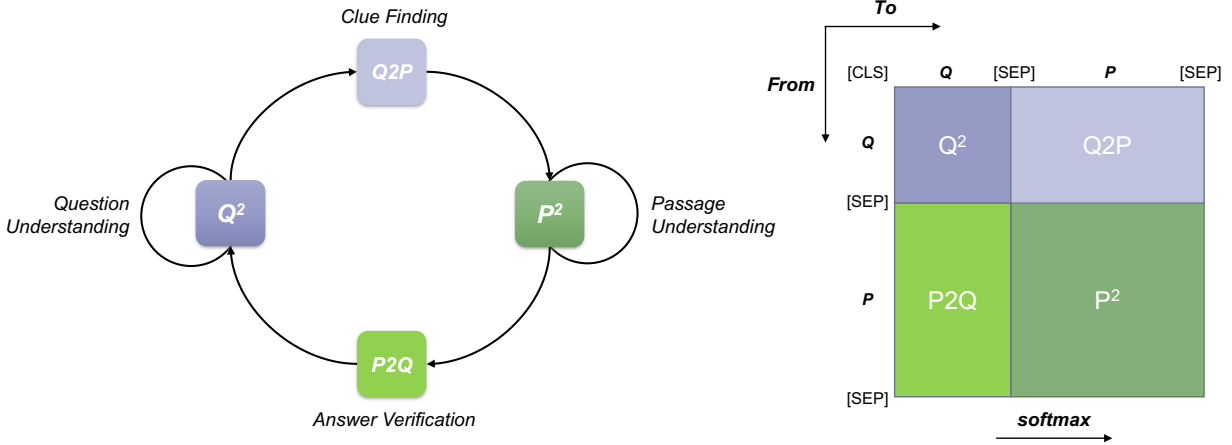 Clue Finding
Q2P
Question
Understanding
Q²
P²
Passage
Understanding
P2Q
Answer Verification
To
From
[CLS]
Q
[SEP]
P
[SEP]
Q
Q²
Q2P
[SEP]
P
P2Q
P²
[SEP]
softmax